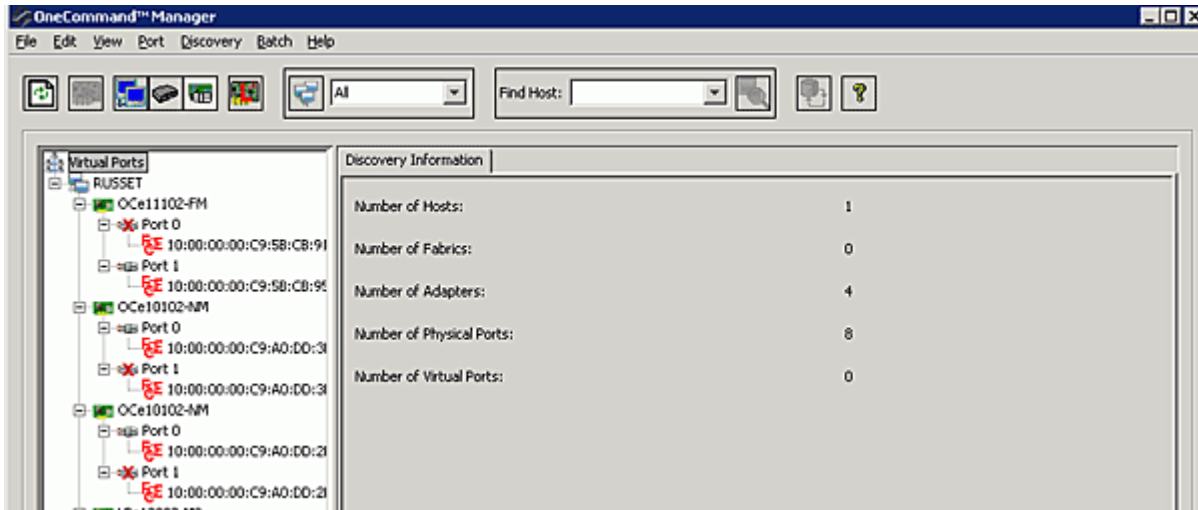 OneCommand™ Manager
File Edit View Port Discovery Batch Help
All
Find Host:
Virtual Ports
RUSSET
OCe11102-FM
Port 0
10:00:00:00:C9:5B:CB:91
Port 1
10:00:00:00:C9:5B:CB:95
OCe10102-NM
Port 0
10:00:00:00:C9:A0:DD:3
Port 1
10:00:00:00:C9:A0:DD:3
OCe10102-NM
Port 0
10:00:00:00:C9:A0:DD:2
Port 1
10:00:00:00:C9:A0:DD:2
Discovery Information
Number of Hosts: 1
Number of Fabrics: 0
Number of Adapters: 4
Number of Physical Ports: 8
Number of Virtual Ports: 0